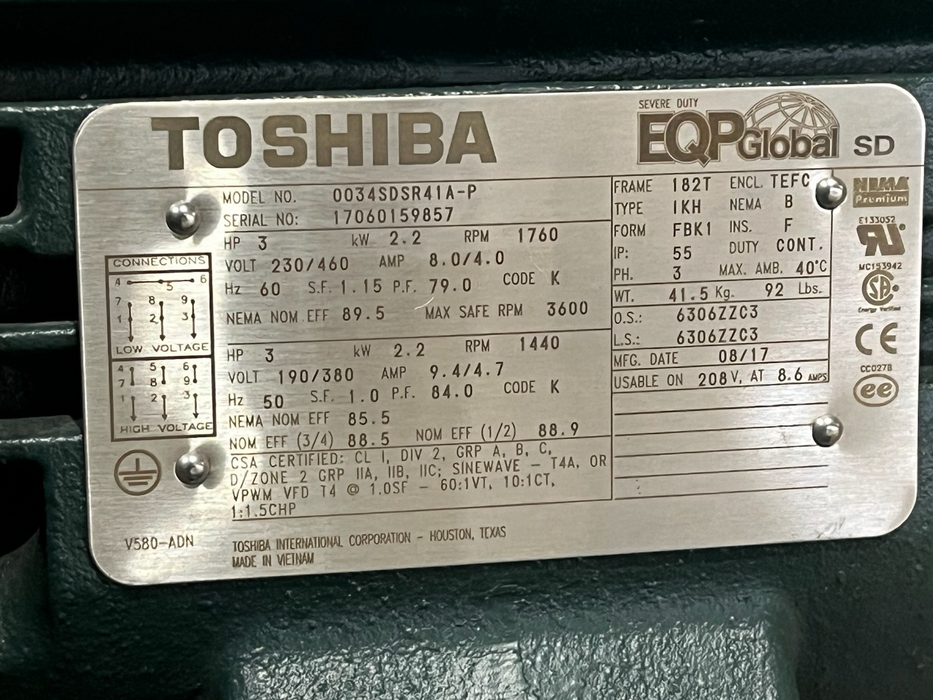 TOSHIBA
SEVERE DUTY
EQP Global SD
MODEL NO. 0034SDSR41A-P
SERIAL NO: 17060159857
HP 3 kW 2.2 RPM 1760
VOLT 230/460 AMP 8.0/4.0
Hz 60 S.F. 1.15 P.F. 79.0 CODE K
NEMA NOM EFF 89.5 MAX SAFE RPM 3600
HP 3 kW 2.2 RPM 1440
VOLT 190/380 AMP 9.4/4.7
Hz 50 S.F. 1.0 P.F. 84.0 CODE K
NEMA NOM EFF 85.5
NOM EFF (3/4) 88.5 NOM EFF (1/2) 88.9
CSA CERTIFIED: CL I, DIV 2, GRP A, B, C,
D/ZONE 2 GRP IIA, IIB, IIC; SINEWAVE - T4A, OR
VPWM VFD T4 @ 1.0SF - 60:1VT, 10:1CT,
1:1.5CHP
FRAME 182T ENCL. TEFC
TYPE IKH NEMA B
FORM FBK1 INS. F
IP: 55 DUTY CONT.
PH. 3 MAX. AMB. 40°C
WT. 41.5 Kg. 92 Lbs.
O.S.: 6306ZZC3
L.S.: 6306ZZC3
MFG. DATE 08/17
USABLE ON 208 V. AT 8.6 AMPS
NEMA
Premium
E133052
RU
MC153942
SA
Energy Verified
CE
CC027B
ee
CONNECTIONS
4 5 6
7 8 9
1 2 3
LOW VOLTAGE
4 5 6
7 8 9
1 2 3
HIGH VOLTAGE
V580-ADN
TOSHIBA INTERNATIONAL CORPORATION - HOUSTON, TEXAS
MADE IN VIETNAM